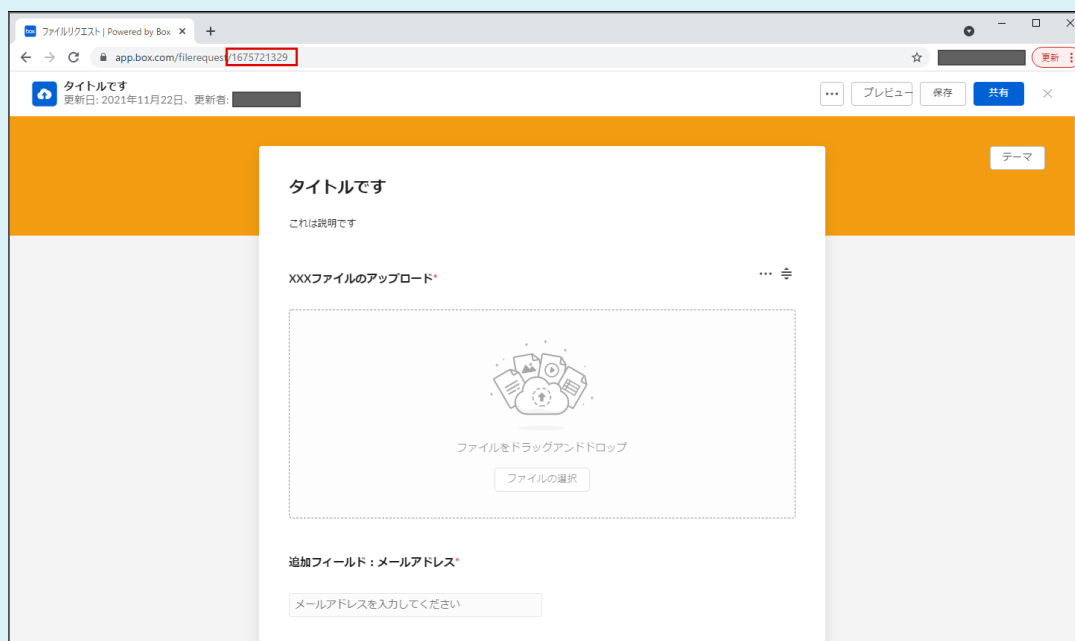 box ファイルリクエスト | Powered by Box
app.box.com/filerequest/1675721329
更新
タイトルです
更新日: 2021年11月22日、更新者:
プレビュー 保存 共有
テーマ
タイトルです
これは説明です
XXXファイルのアップロード*
ファイルをドラッグアンドドロップ
ファイルの選択
追加フィールド：メールアドレス*
メールアドレスを入力してください